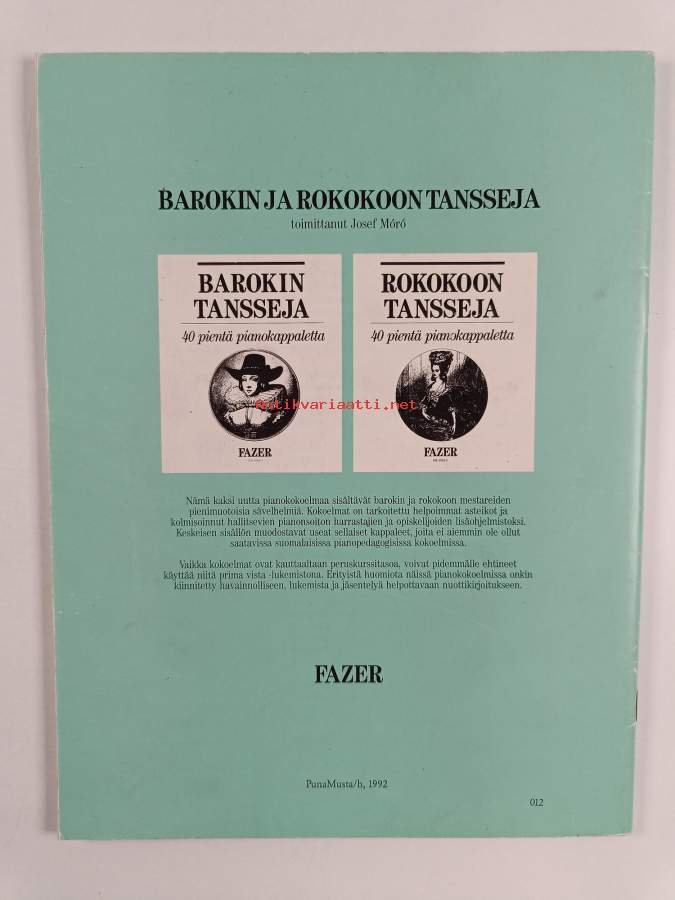 BAROKIN JA ROKOKOON TANSSEJA
toimittanut Josef Móró
BAROKIN
TANSSEJA
40 pientä pianokappaletta
FAZER
ROKOKOON
TANSSEJA
40 pientä pianokappaletta
FAZER
antikvariaatti.net
Nämä kaksi uutta pianokokoelmaa sisältävät barokin ja rokokoon mestareiden
pienimuotoisia sävelhelmiä. Kokoelmat on tarkoitettu helpoimmat asteikot ja
kolmisoinnut hallitsevien pianonsoiton harrastajien ja opiskelijoiden lisäohjelmistoksi.
Keskeisen sisällön muodostavat useat sellaiset kappaleet, joita ei aiemmin ole ollut
saatavissa suomalaisissa pianopedagogisissa kokoelmissa.
Vaikka kokoelmat ovat kauttaaltaan peruskurssitasoa, voivat pidemmälle ehtineet
käyttää niitä prima vista -lukemistona. Erityistä huomiota näissä pianokokoelmissa onkin
kiinnitetty havainnolliseen, lukemista ja jäsentelyä helpottavaan nuottikirjoitukseen.
FAZER
PunaMusta/h, 1992
012